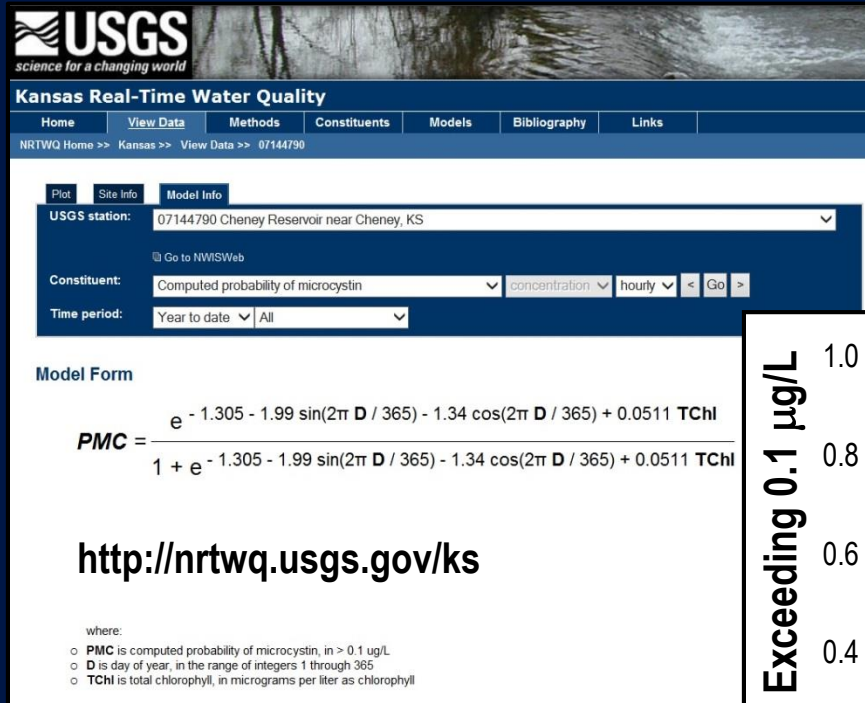 USGS
science for a changing world
Kansas Real-Time Water Quality
Home View Data Methods Constituents Models Bibliography Links
NRTWQ Home >> Kansas >> View Data >> 07144790
Plot Site Info Model Info
USGS station: 07144790 Cheney Reservoir near Cheney, KS
Go to NWISWeb
Constituent: Computed probability of microcystin concentration hourly < Go >
Time period: Year to date All
Model Form
PMC = e - 1.305 - 1.99 sin(2π D / 365) - 1.34 cos(2π D / 365) + 0.0511 TChl
1 + e - 1.305 - 1.99 sin(2π D / 365) - 1.34 cos(2π D / 365) + 0.0511 TChl
http://nrtwq.usgs.gov/ks
where:
○ PMC is computed probability of microcystin, in > 0.1 ug/L
○ D is day of year, in the range of integers 1 through 365
○ TChl is total chlorophyll, in micrograms per liter as chlorophyll
Exceeding 0.1 µg/L
1.0
0.8
0.6
0.4